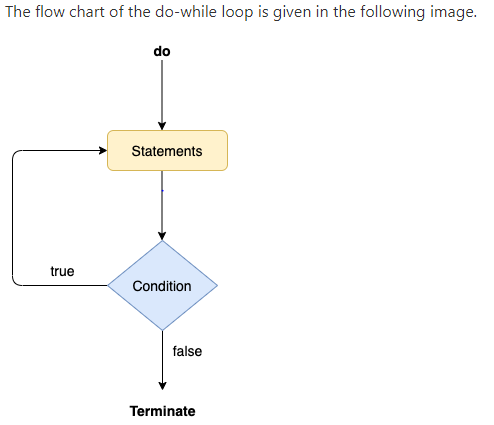 The flow chart of the do-while loop is given in the following image.
do
Statements
true
Condition
false
Terminate